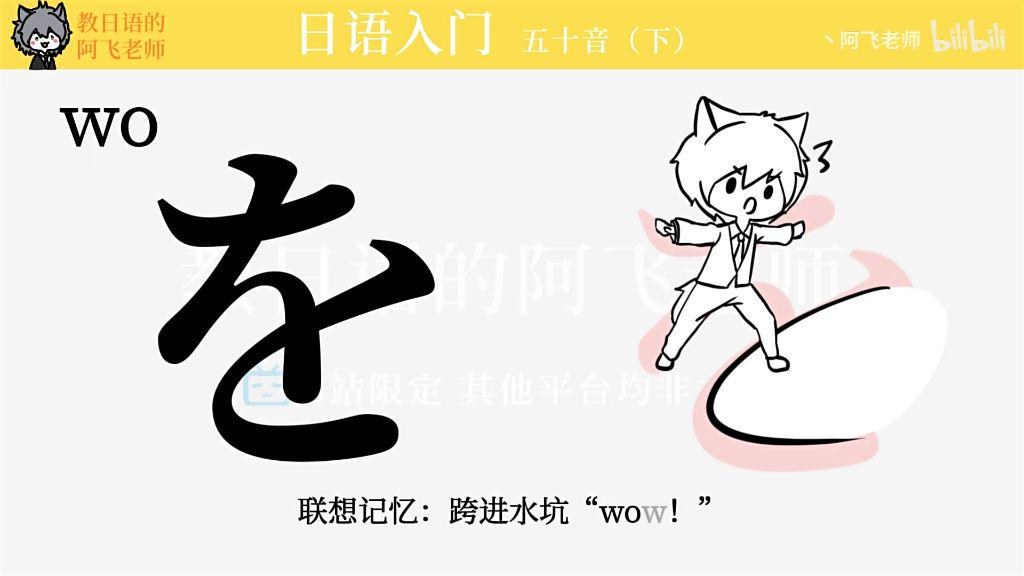 教日语的
阿飞老师
日语入门 五十音（下）
丶阿飞老师 bilibili
wo
を
教日语的阿飞 师
站限定 其他平台均非
联想记忆：跨进水坑“wow！”